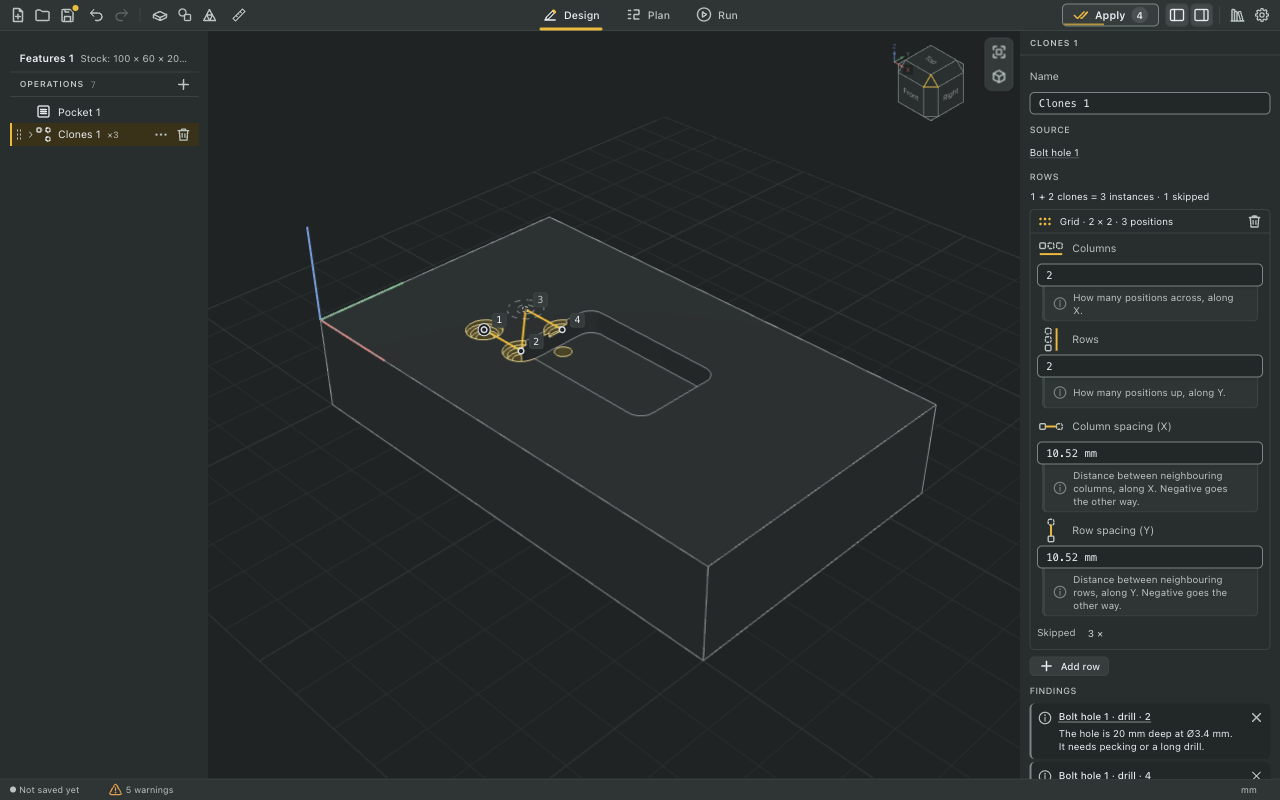 Design
Plan
Run
Apply 4
Features 1 Stock: 100 × 60 × 20...
OPERATIONS 7
Pocket 1
Clones 1 ×3
Z
Top
Front
Right
1
2
3
4
CLONES 1
Name
Clones 1
SOURCE
Bolt hole 1
ROWS
1 + 2 clones = 3 instances · 1 skipped
Grid · 2 × 2 · 3 positions
Columns
2
How many positions across, along
X.
Rows
2
How many positions up, along Y.
Column spacing (X)
10.52 mm
Distance between neighbouring
columns, along X. Negative goes
the other way.
Row spacing (Y)
10.52 mm
Distance between neighbouring
rows, along Y. Negative goes the
other way.
Skipped 3 ×
Add row
FINDINGS
Bolt hole 1 · drill · 2
The hole is 20 mm deep at Ø3.4 mm.
It needs pecking or a long drill.
Bolt hole 1 · drill · 4
Not saved yet
5 warnings
mm